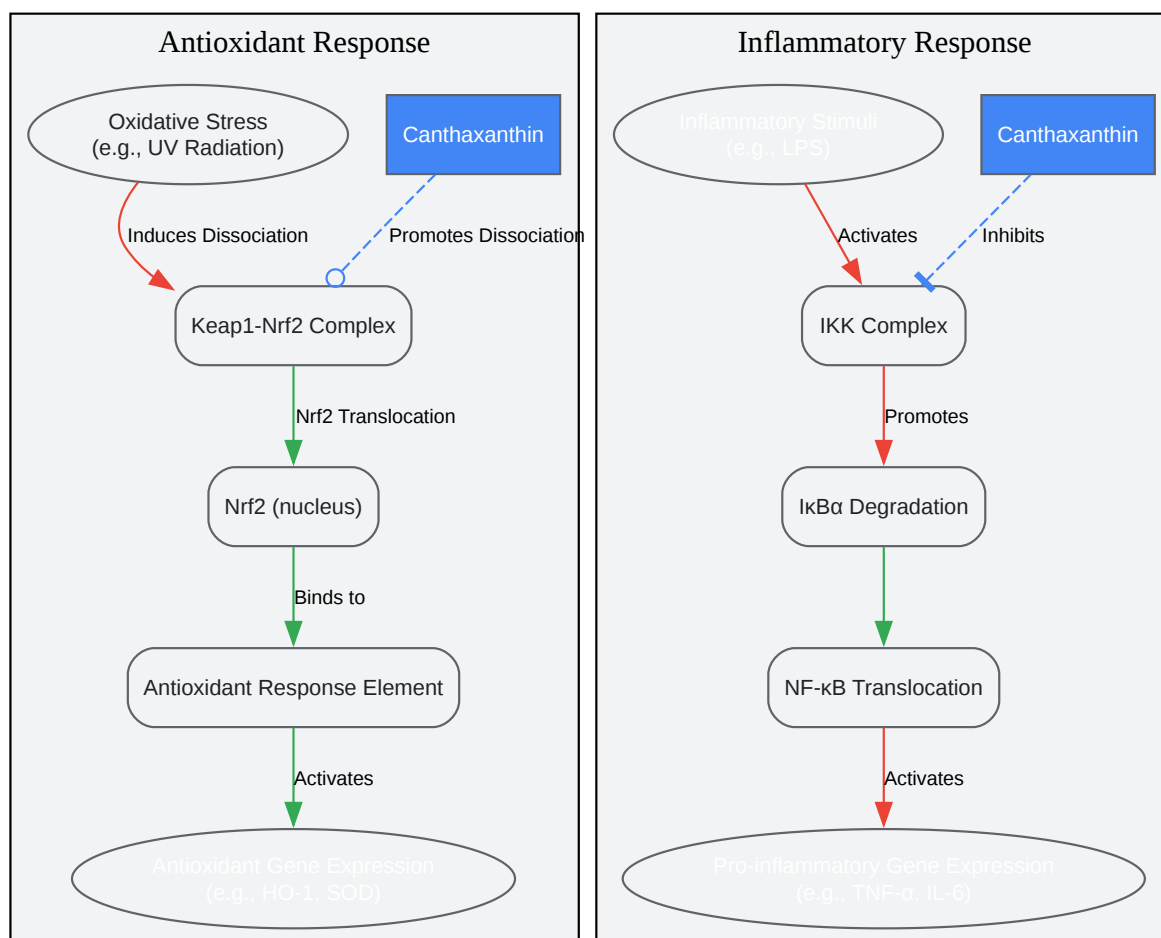 Antioxidant Response
Oxidative Stress
(e.g., UV Radiation)
Canthaxanthin
Induces Dissociation
Promotes Dissociation
Keap1-Nrf2 Complex
Nrf2 Translocation
Nrf2 (nucleus)
Binds to
Antioxidant Response Element
Activates
Antioxidant Gene Expression
(e.g., HO-1, SOD)
Inflammatory Response
Inflammatory Stimuli
(e.g., LPS)
Canthaxanthin
Activates
Inhibits
IKK Complex
Promotes
IκBα Degradation
NF-κB Translocation
Activates
Pro-inflammatory Gene Expression
(e.g., TNF-α, IL-6)